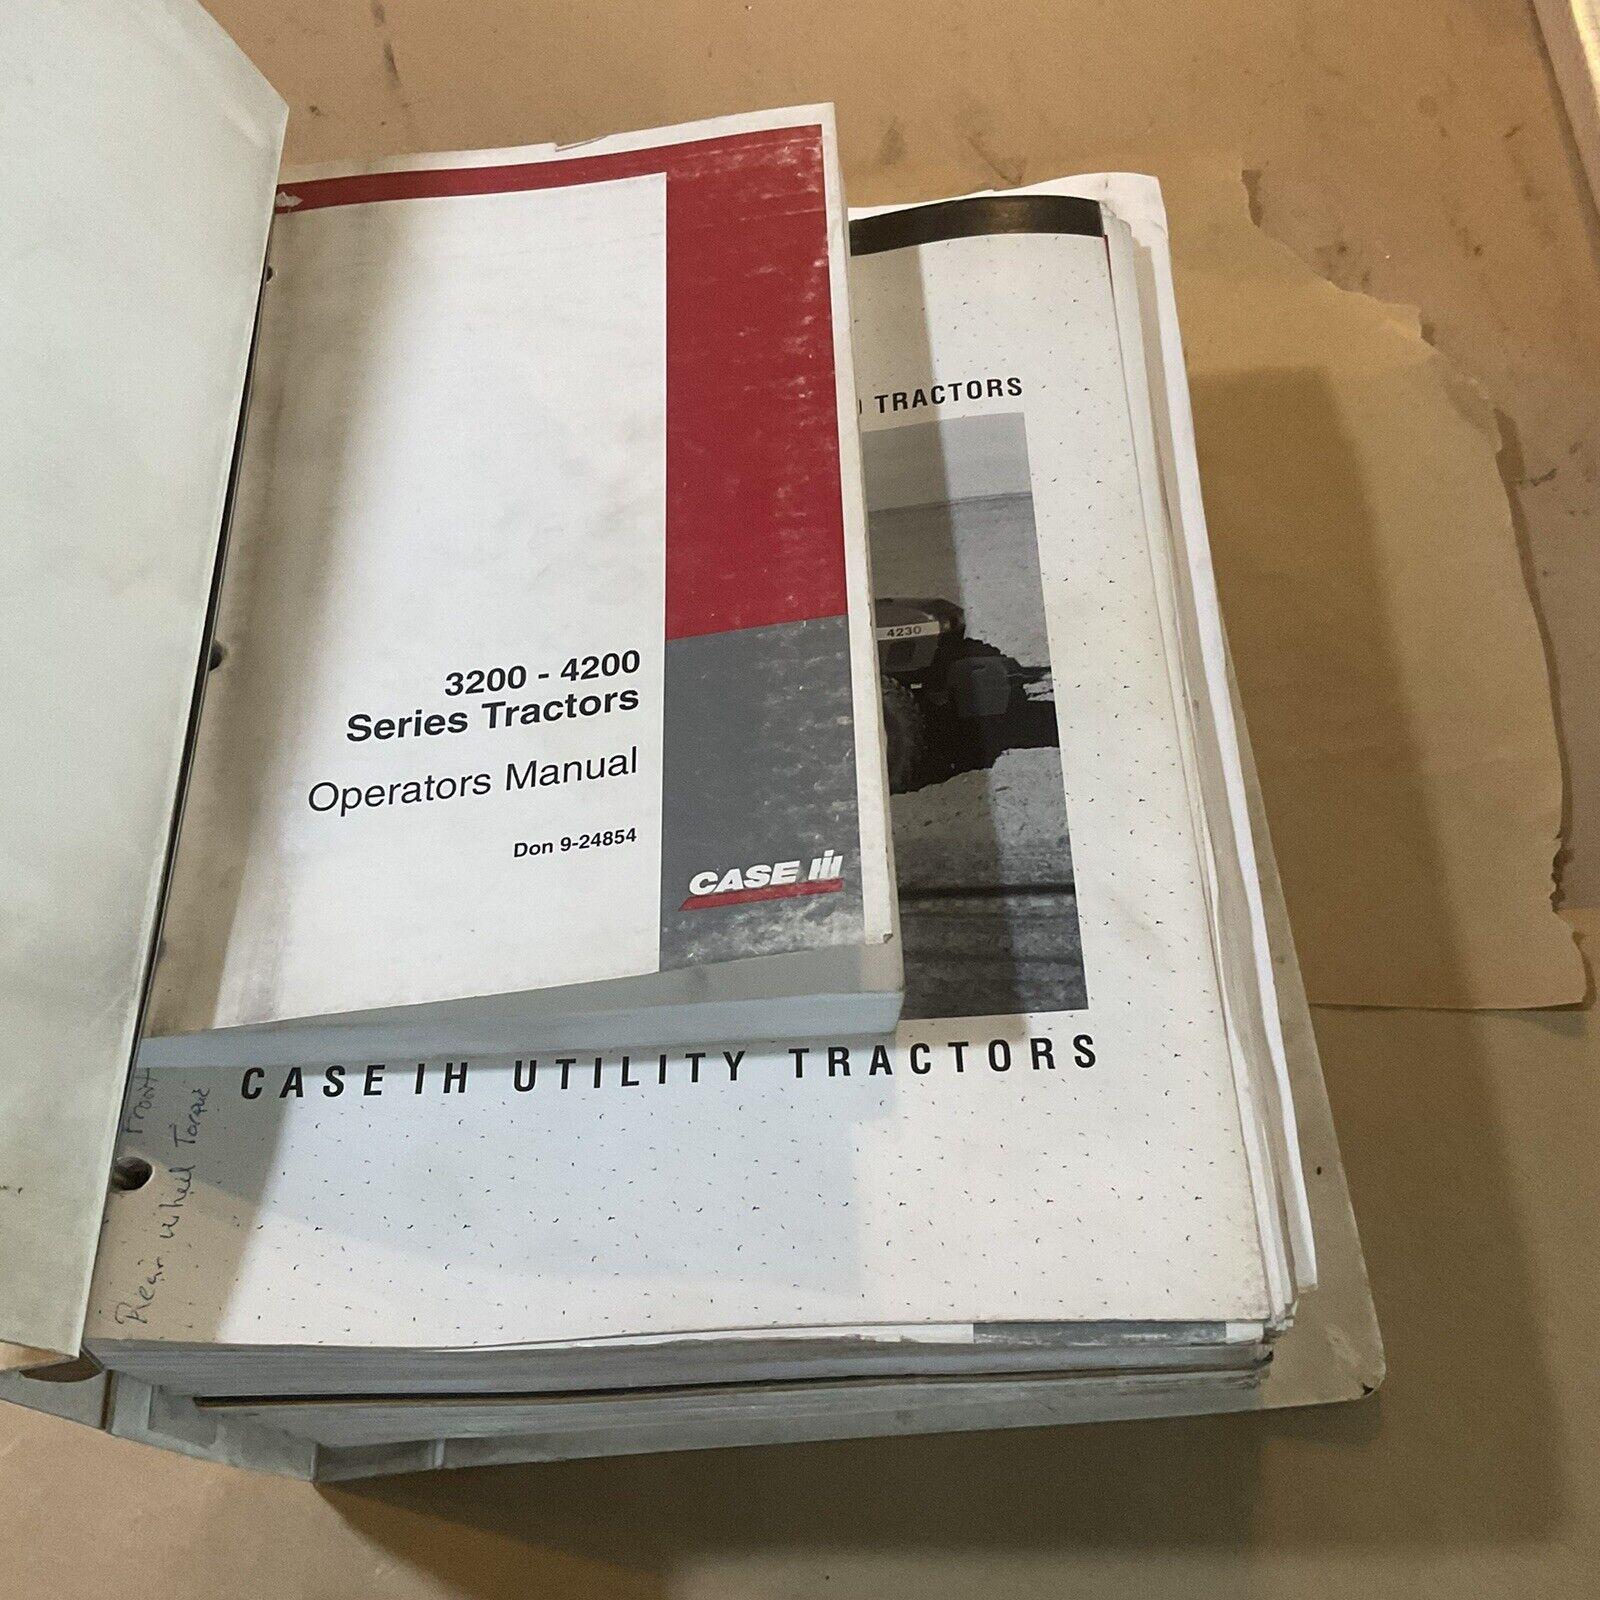 3200 - 4200
Series Tractors
Operators Manual
Don 9-24854
CASE IH
TRACTORS
4230
CASE IH UTILITY TRACTORS
Front
Rear wheel Torque